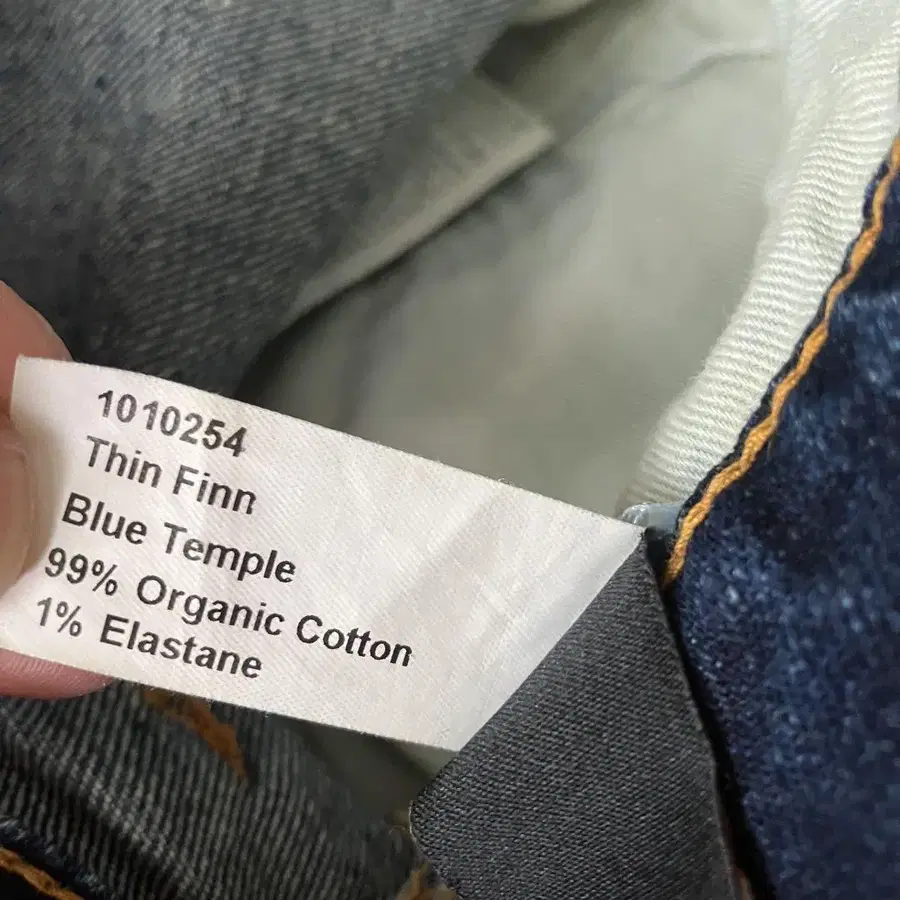 1010254
Thin Finn
Blue Temple
99% Organic Cotton
1% Elastane